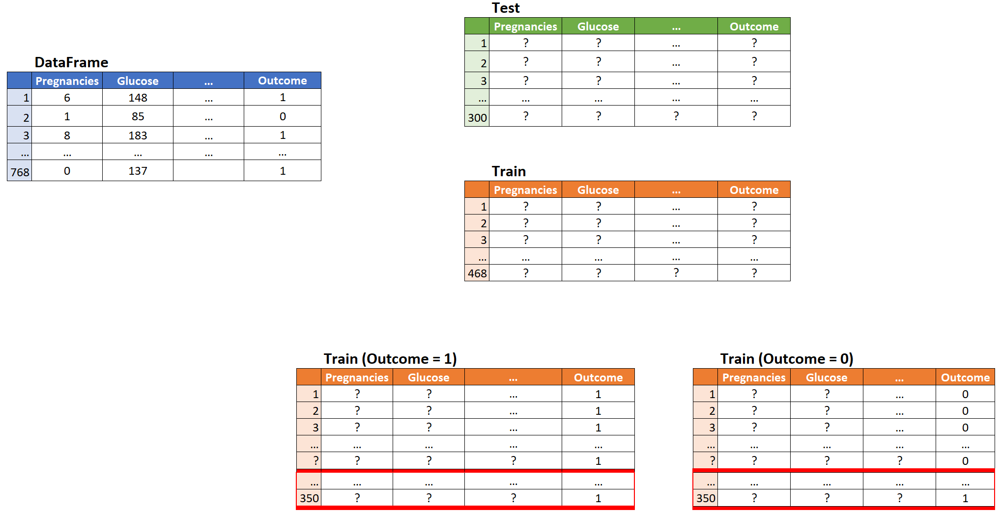 DataFrame
Pregnancies Glucose ... Outcome
1 6 148 ... 1
2 1 85 ... 0
3 8 183 ... 1
... ... ... ... ...
768 0 137 1
Test
Pregnancies Glucose ... Outcome
1 ? ? ... ?
2 ? ? ... ?
3 ? ? ... ?
... ... ... ... ...
300 ? ? ? ?
Train
Pregnancies Glucose ... Outcome
1 ? ? ... ?
2 ? ? ... ?
3 ? ? ... ?
... ... ... ... ...
468 ? ? ? ?
Train (Outcome = 1)
Pregnancies Glucose ... Outcome
1 ? ? ... 1
2 ? ? ... 1
3 ? ? ... 1
... ... ... ... ...
? ? ? ? 1
... ... ... ... ...
350 ? ? ? 1
Train (Outcome = 0)
Pregnancies Glucose ... Outcome
1 ? ? ... 0
2 ? ? ... 0
3 ? ? ... 0
... ... ... ... ...
? ? ? ? 0
... ... ... ... ...
350 ? ? ? 1